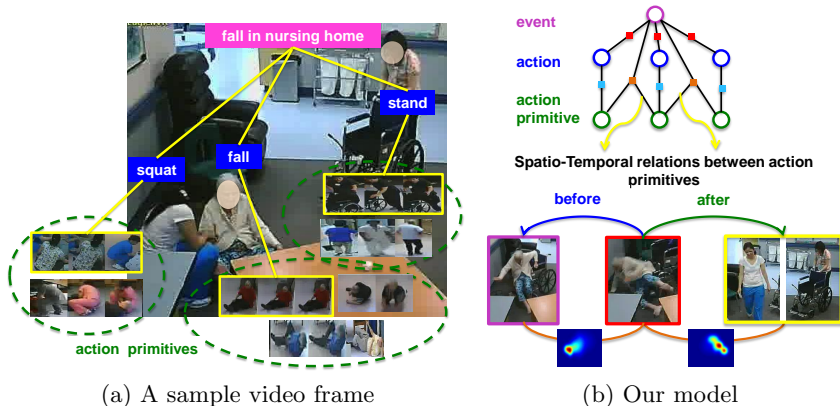 fall in nursing home
stand
fall
squat
action primitives
(a) A sample video frame
event
action
action
primitive
Spatio-Temporal relations between action
primitives
before
after
(b) Our model